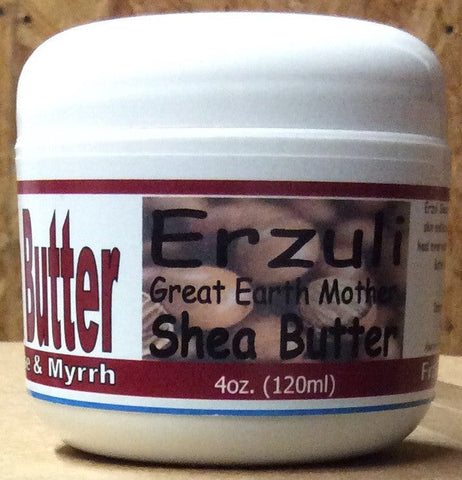 Butter
& Myrrh
Erzuli
Great Earth Mother
Shea Butter
4oz. (120ml)